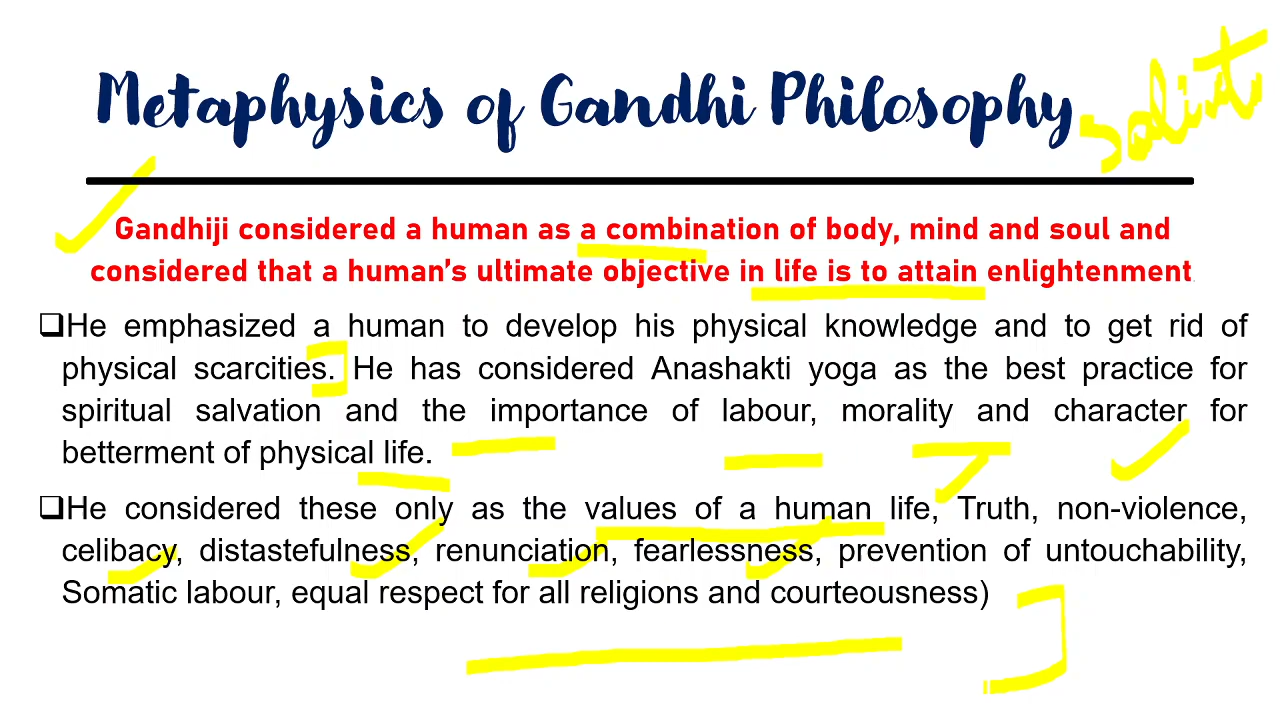 Metaphysics of Gandhi Philosophy
Gandhiji considered a human as a combination of body, mind and soul and
considered that a human's ultimate objective in life is to attain enlightenment
❑He emphasized a human to develop his physical knowledge and to get rid of
physical scarcities. He has considered Anashakti yoga as the best practice for
spiritual salvation and the importance of labour, morality and character for
betterment of physical life.
❑He considered these only as the values of a human life, Truth, non-violence,
celibacy, distastefulness, renunciation, fearlessness, prevention of untouchability,
Somatic labour, equal respect for all religions and courteousness)